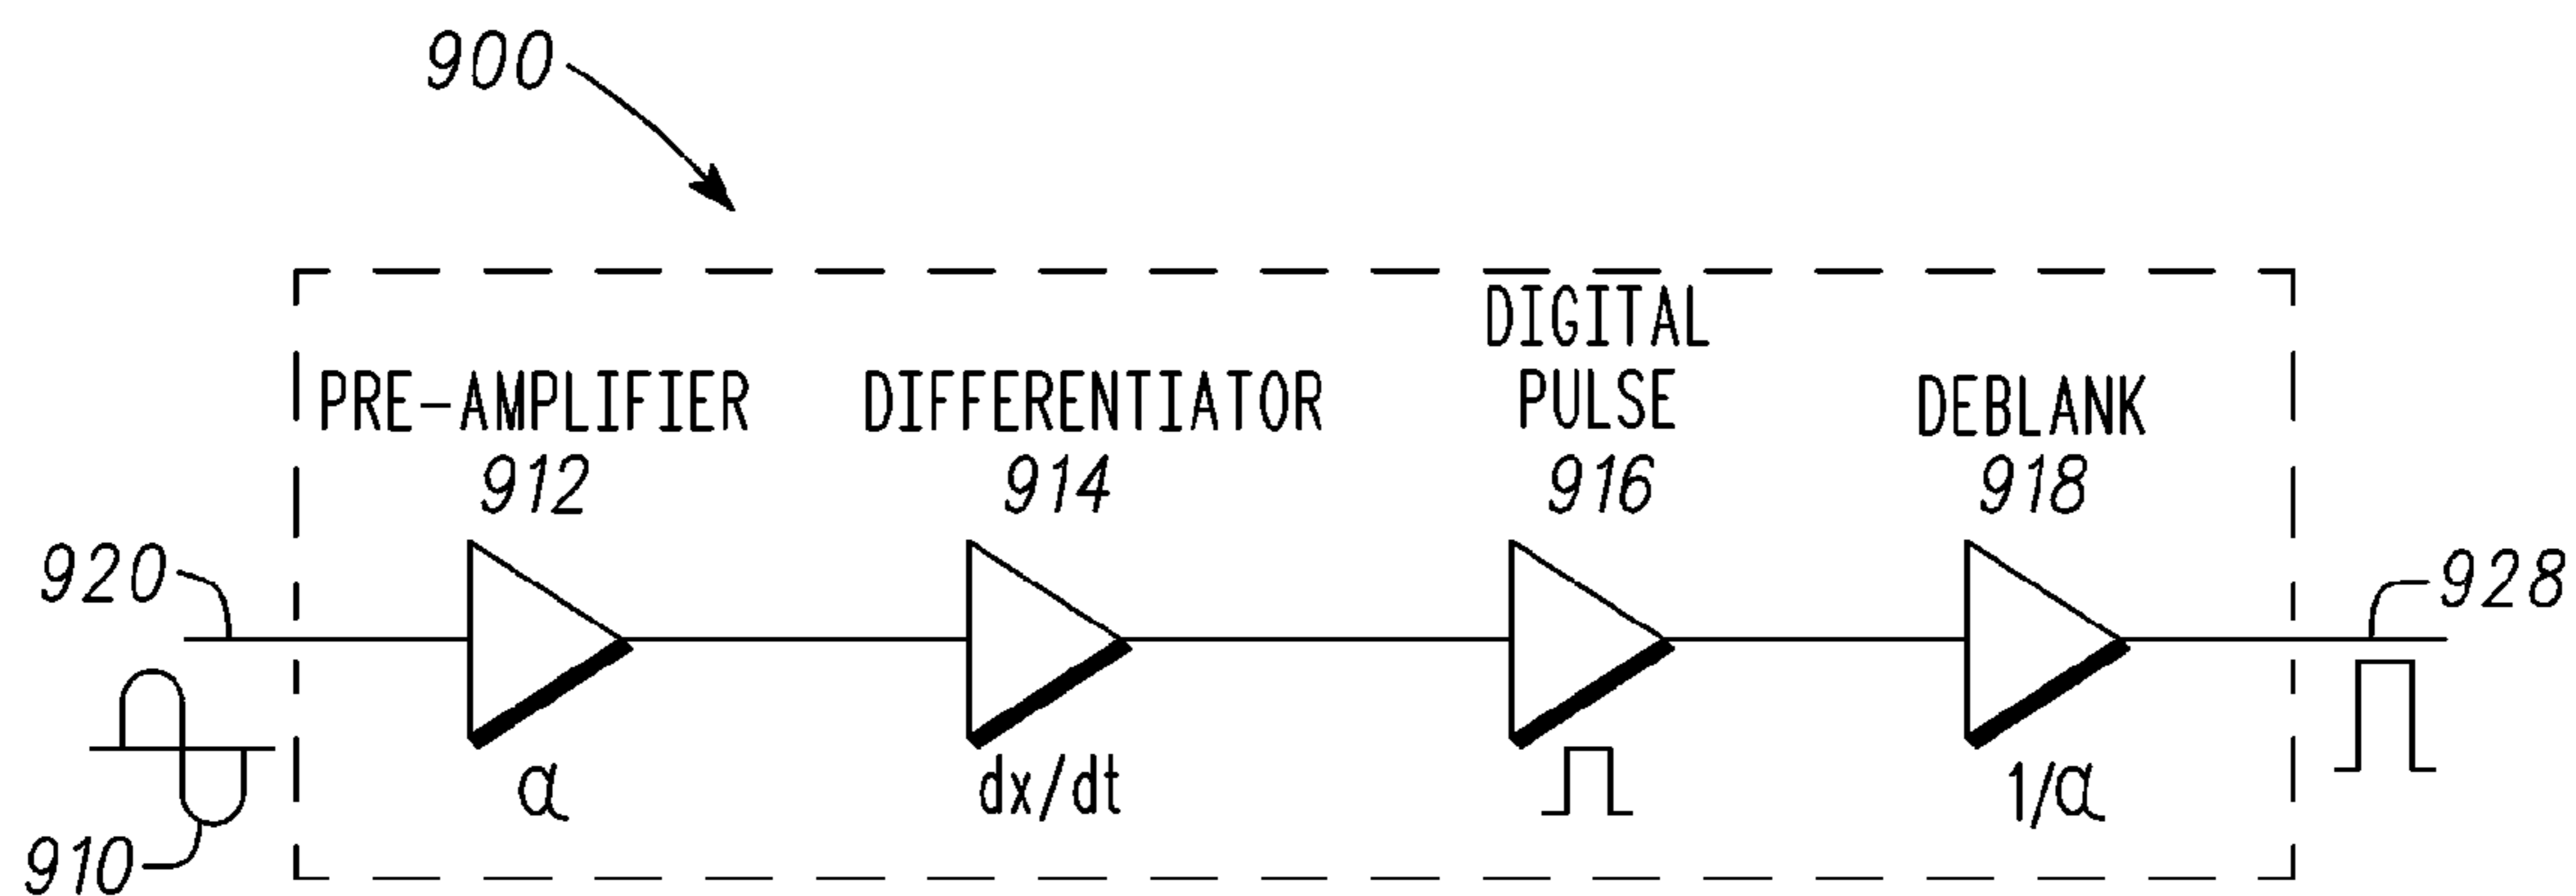 900
PRE-AMPLIFIER
912
DIFFERENTIATOR
914
DIGITAL
PULSE
916
DEBLANK
918
920
928
α
dx/dt
1/α
910